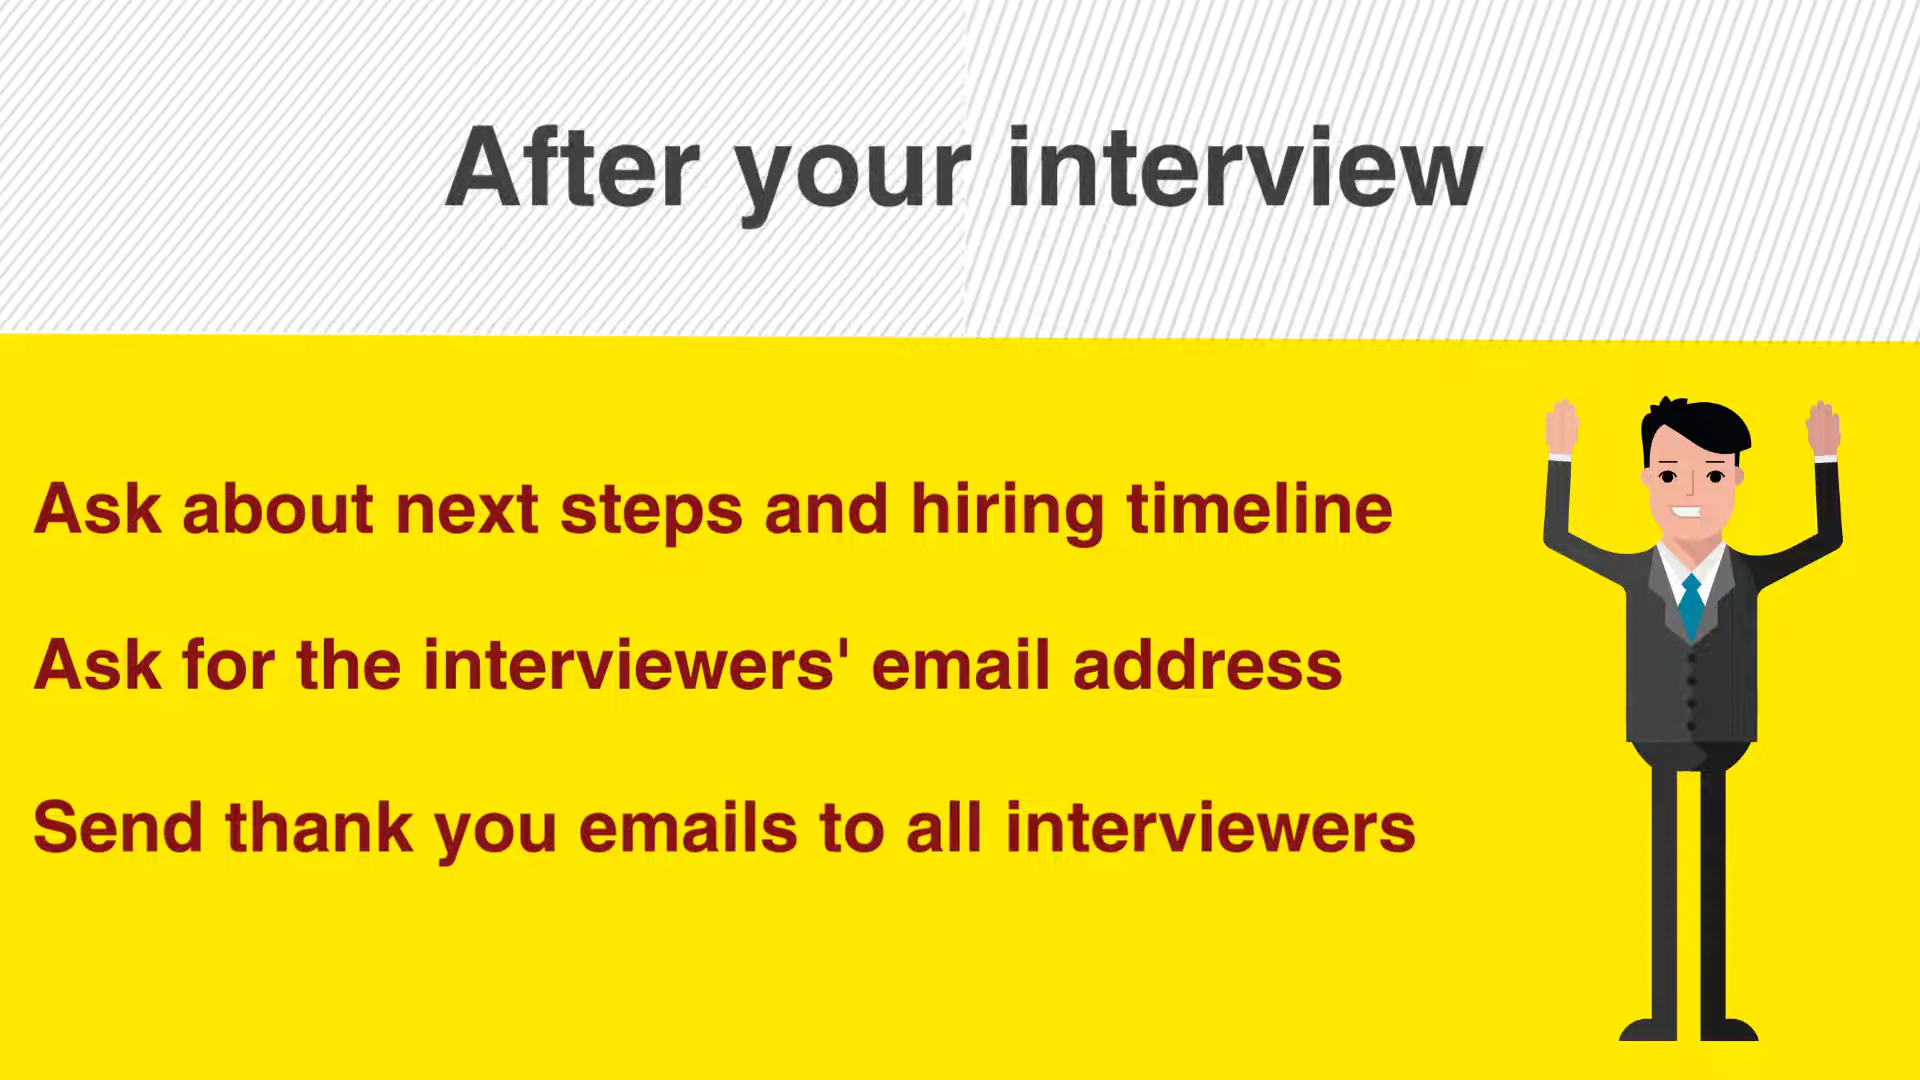 After your interview
Ask about next steps and hiring timeline
Ask for the interviewers' email address
Send thank you emails to all interviewers